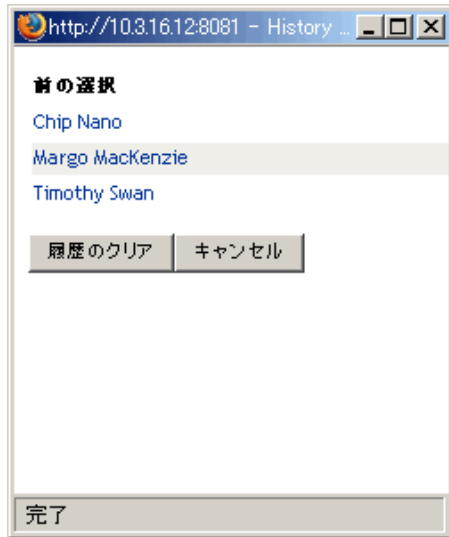 http://10.3.16.12:8081 - History ...
前の選択
Chip Nano
Margo MacKenzie
Timothy Swan
履歴のクリア キャンセル
完了